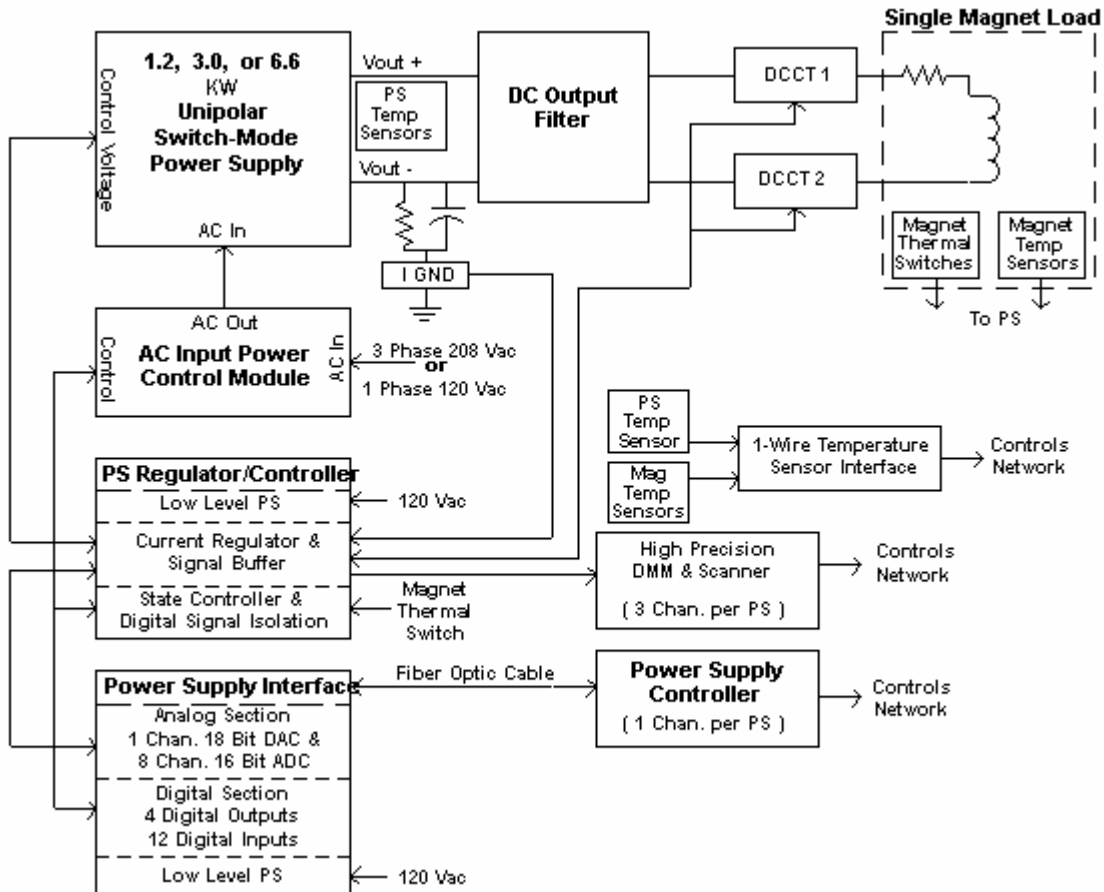 Single Magnet Load
1.2, 3.0, or 6.6
KW
Unipolar
Switch-Mode
Power Supply
Control Voltage
AC In
Vout +
PS
Temp
Sensors
Vout -
DC Output
Filter
DCCT 1
DCCT 2
Magnet
Thermal
Switches
Magnet
Temp
Sensors
To PS
I GND
AC Out
AC Input Power
Control Module
Control
AC In
3 Phase 208 Vac
or
1 Phase 120 Vac
PS
Temp
Sensor
Mag
Temp
Sensors
1-Wire Temperature
Sensor Interface
Controls
Network
PS Regulator/Controller
Low Level PS
120 Vac
Current Regulator &
Signal Buffer
State Controller &
Digital Signal Isolation
Magnet
Thermal
Switch
High Precision
DMM & Scanner
( 3 Chan. per PS )
Controls
Network
Power Supply Interface
Analog Section
1 Chan. 18 Bit DAC &
8 Chan. 16 Bit ADC
Digital Section
4 Digital Outputs
12 Digital Inputs
Low Level PS
120 Vac
Fiber Optic Cable
Power Supply
Controller
( 1 Chan. per PS )
Controls
Network